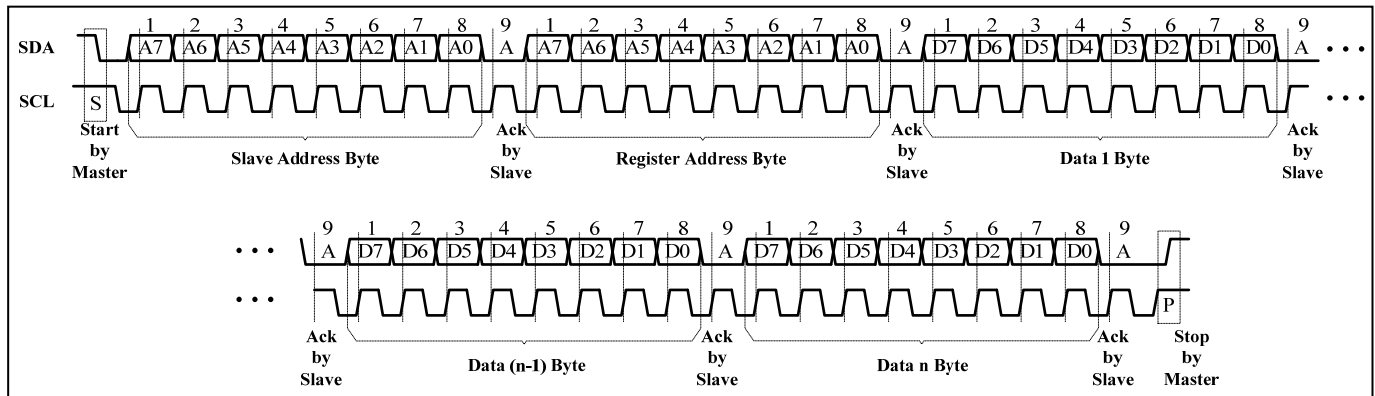 1 2 3 4 5 6 7 8 9 1 2 3 4 5 6 7 8 9 1 2 3 4 5 6 7 8 9
SDA A7 A6 A5 A4 A3 A2 A1 A0 A A7 A6 A5 A4 A3 A2 A1 A0 A D7 D6 D5 D4 D3 D2 D1 D0 A • • •
SCL S • • •
Start by Master
Slave Address Byte
Ack by Slave
Register Address Byte
Ack by Slave
Data 1 Byte
Ack by Slave
9 1 2 3 4 5 6 7 8 9 1 2 3 4 5 6 7 8 9
• • • A D7 D6 D5 D4 D3 D2 D1 D0 A D7 D6 D5 D4 D3 D2 D1 D0 A
• • • P
Ack by Slave
Data (n-1) Byte
Ack by Slave
Data n Byte
Ack by Slave
Stop by Master